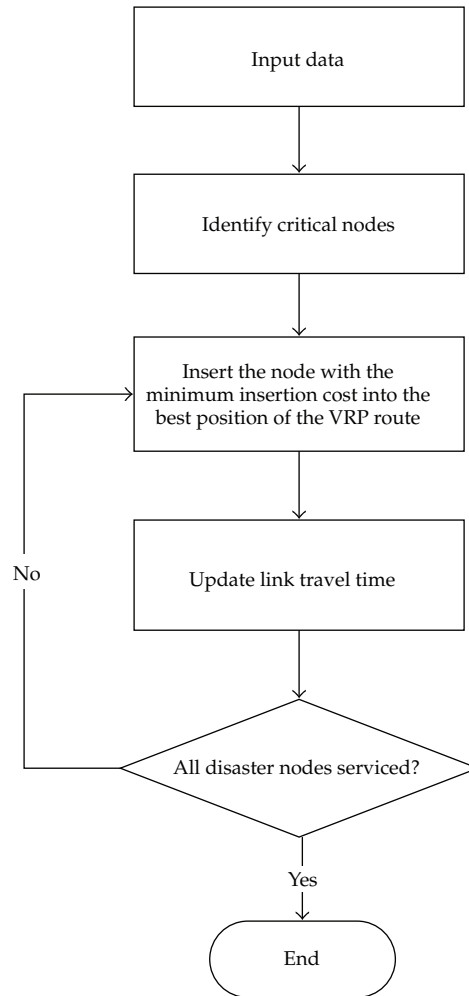 Input data
Identify critical nodes
Insert the node with the
minimum insertion cost into the
best position of the VRP route
Update link travel time
No
All disaster nodes serviced?
Yes
End